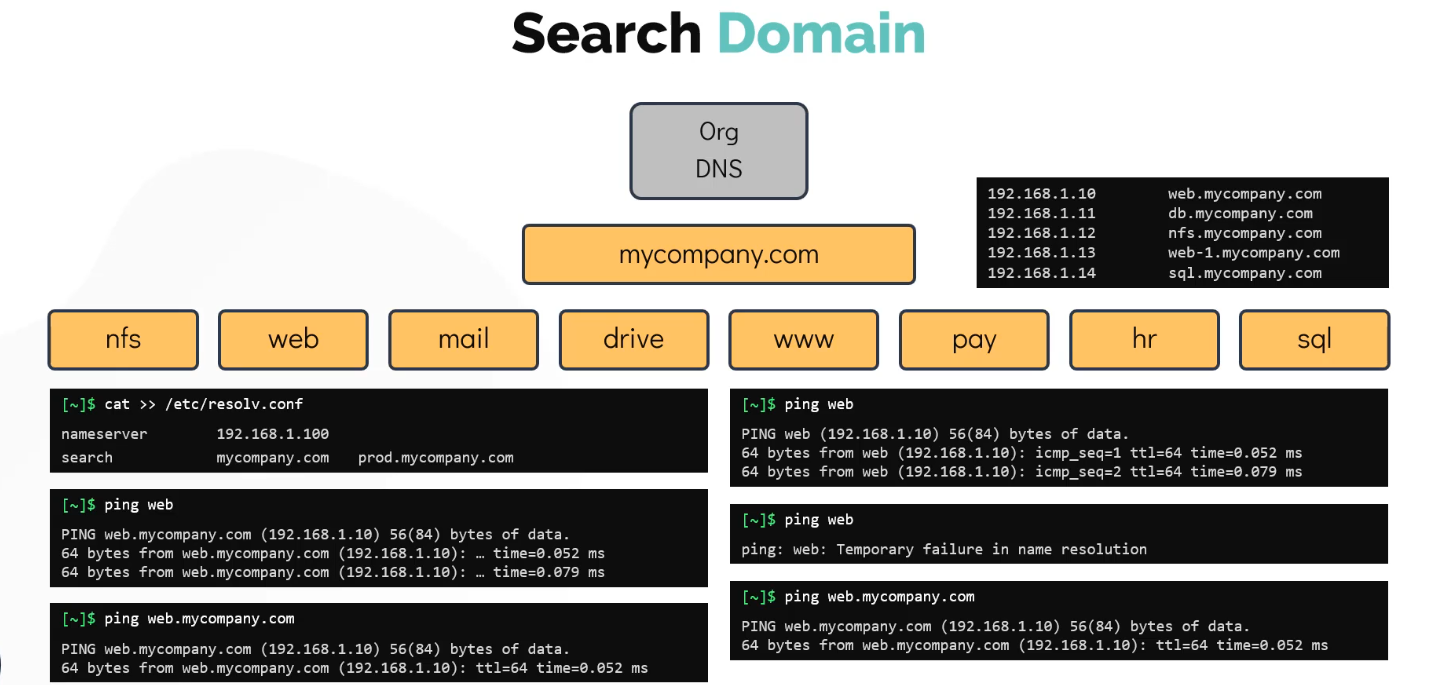 Search Domain
Org
DNS
mycompany.com
192.168.1.10 web.mycompany.com
192.168.1.11 db.mycompany.com
192.168.1.12 nfs.mycompany.com
192.168.1.13 web-1.mycompany.com
192.168.1.14 sql.mycompany.com
nfs web mail drive www pay hr sql
[~]$ cat >> /etc/resolv.conf
nameserver 192.168.1.100
search mycompany.com prod.mycompany.com
[~]$ ping web
PING web.mycompany.com (192.168.1.10) 56(84) bytes of data.
64 bytes from web.mycompany.com (192.168.1.10): … time=0.052 ms
64 bytes from web.mycompany.com (192.168.1.10): … time=0.079 ms
[~]$ ping web.mycompany.com
PING web.mycompany.com (192.168.1.10) 56(84) bytes of data.
64 bytes from web.mycompany.com (192.168.1.10): ttl=64 time=0.052 ms
[~]$ ping web
PING web (192.168.1.10) 56(84) bytes of data.
64 bytes from web (192.168.1.10): icmp_seq=1 ttl=64 time=0.052 ms
64 bytes from web (192.168.1.10): icmp_seq=2 ttl=64 time=0.079 ms
[~]$ ping web
ping: web: Temporary failure in name resolution
[~]$ ping web.mycompany.com
PING web.mycompany.com (192.168.1.10) 56(84) bytes of data.
64 bytes from web.mycompany.com (192.168.1.10): ttl=64 time=0.052 ms